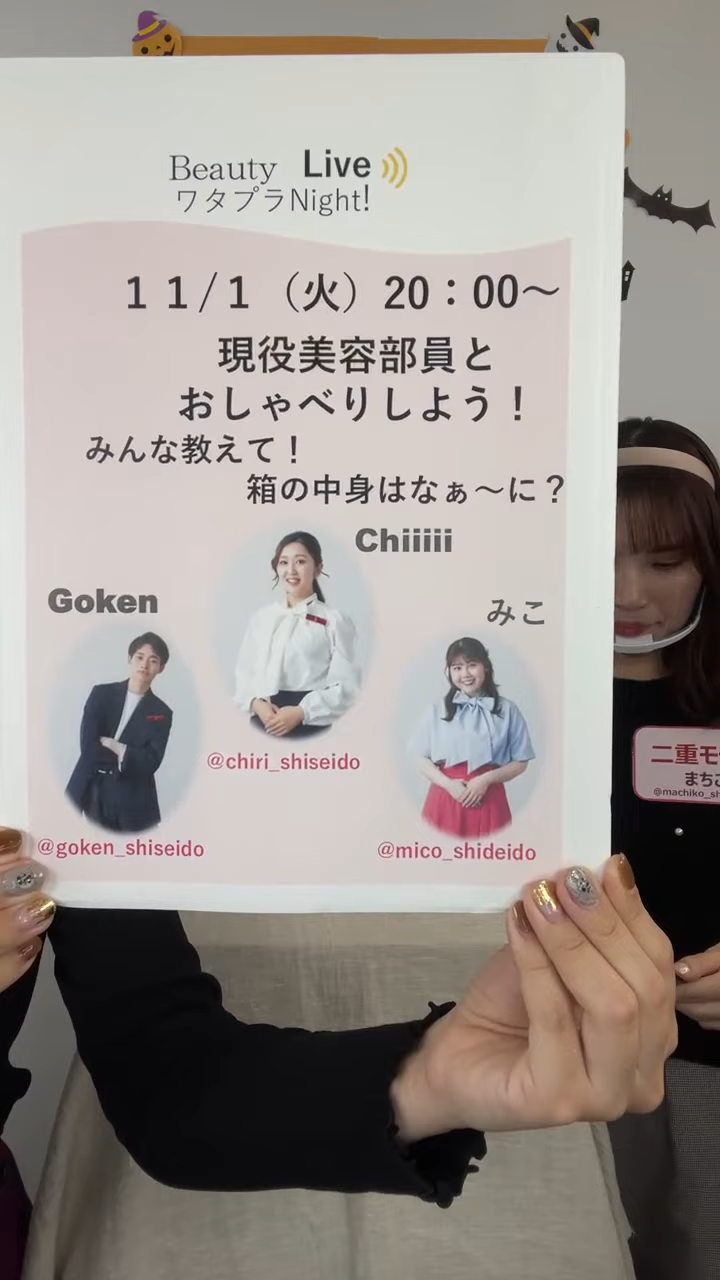 Beauty Live
ワタプラNight!
11/1（火）20：00〜
現役美容部員と
おしゃべりしよう！
みんな教えて！
箱の中身はなぁ〜に？
Chiiiii
Goken
みこ
@chiri_shiseido
@goken_shiseido
@mico_shideido
二重モ
まち
@machiko_sh